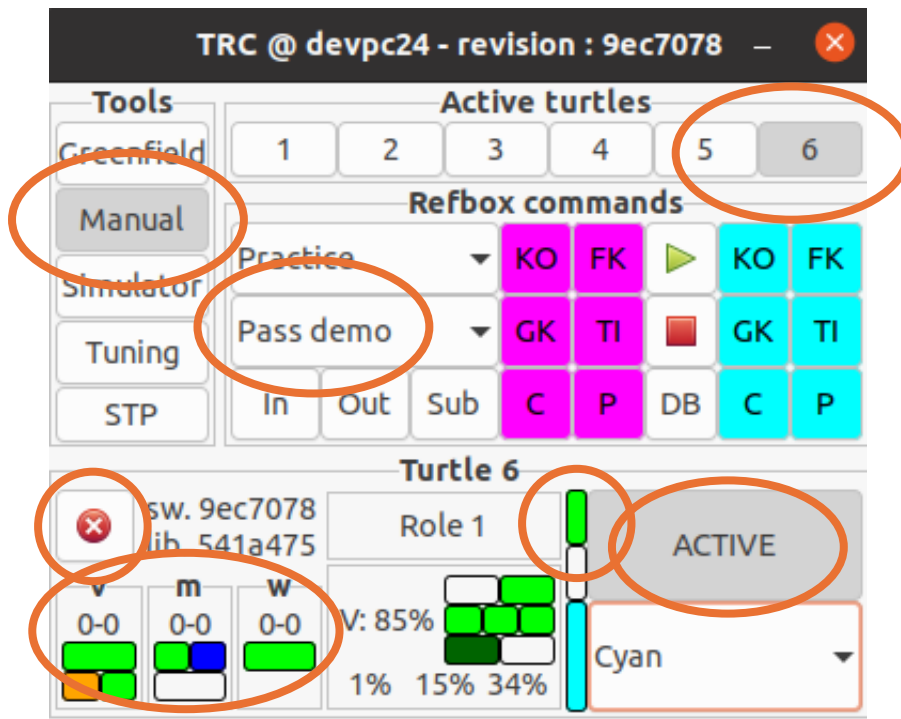 TRC @ devpc24 - revision : 9ec7078 –
Tools
Active turtles
Greenfield
1 2 3 4 5 6
Manual
Refbox commands
Simulator
Practice KO FK KO FK
Tuning
Pass demo GK TI GK TI
STP
In Out Sub C P DB C P
Turtle 6
sw. 9ec7078
lib. 541a475
Role 1
ACTIVE
v m w
0-0 0-0 0-0
V: 85%
1% 15% 34%
Cyan